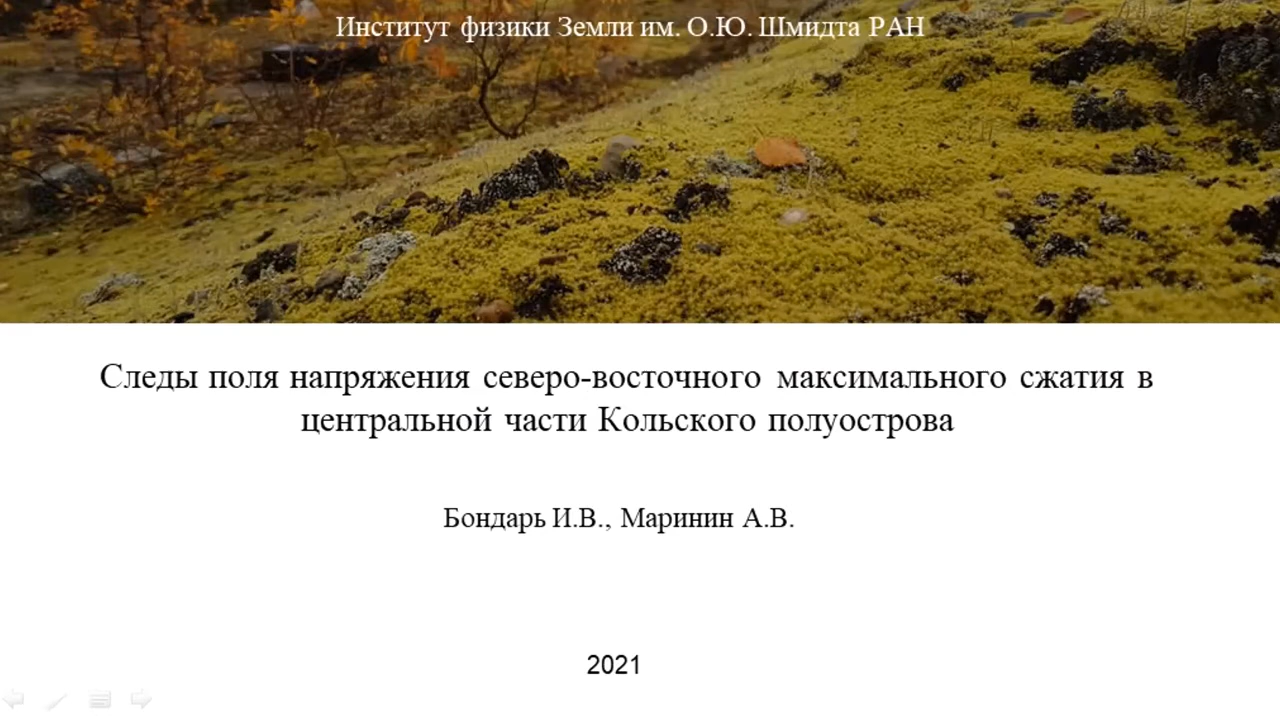 Институт физики Земли им. О.Ю. Шмидта РАН
Следы поля напряжения северо-восточного максимального сжатия в
центральной части Кольского полуострова
Бондарь И.В., Маринин А.В.
2021